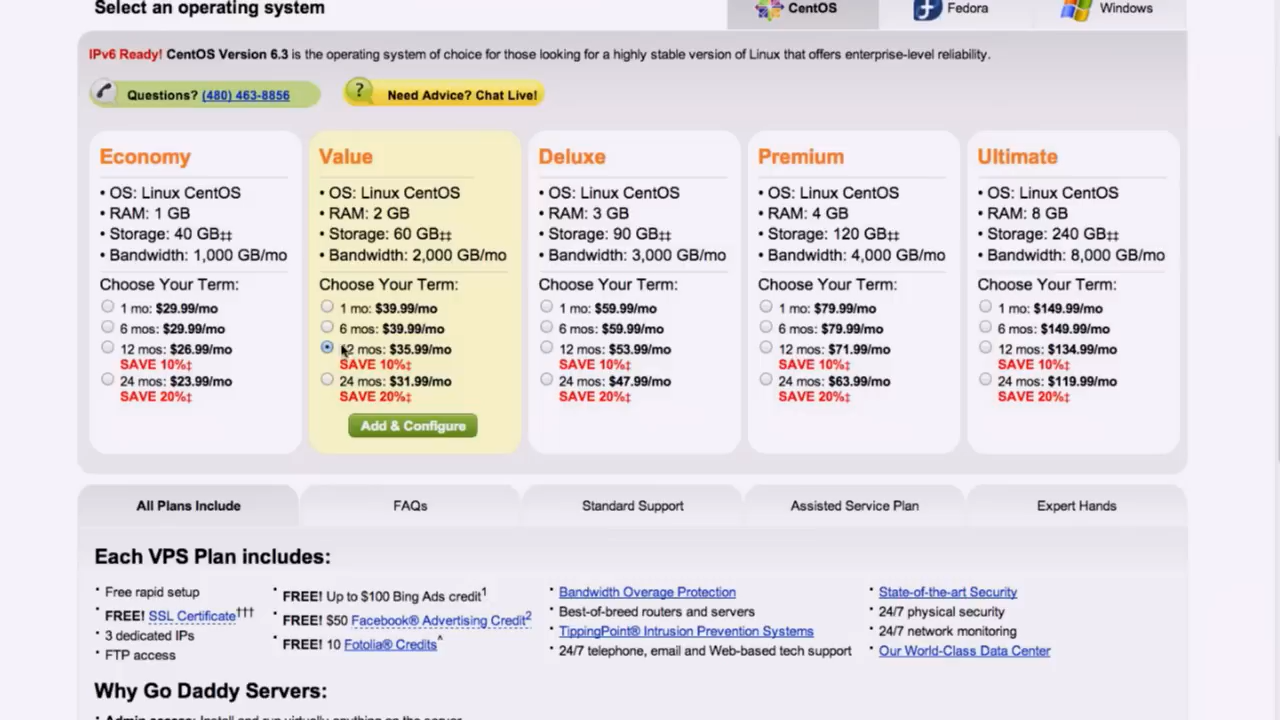 Select an operating system
CentOS
Fedora
Windows
IPv6 Ready! CentOS Version 6.3 is the operating system of choice for those looking for a highly stable version of Linux that offers enterprise-level reliability.
Questions? (480) 463-8856
? Need Advice? Chat Live!
Economy
• OS: Linux CentOS
• RAM: 1 GB
• Storage: 40 GB‡‡
• Bandwidth: 1,000 GB/mo
Choose Your Term:
1 mo: $29.99/mo
6 mos: $29.99/mo
12 mos: $26.99/mo
SAVE 10%‡
24 mos: $23.99/mo
SAVE 20%‡
Value
• OS: Linux CentOS
• RAM: 2 GB
• Storage: 60 GB‡‡
• Bandwidth: 2,000 GB/mo
Choose Your Term:
1 mo: $39.99/mo
6 mos: $39.99/mo
12 mos: $35.99/mo
SAVE 10%‡
24 mos: $31.99/mo
SAVE 20%‡
Add & Configure
Deluxe
• OS: Linux CentOS
• RAM: 3 GB
• Storage: 90 GB‡‡
• Bandwidth: 3,000 GB/mo
Choose Your Term:
1 mo: $59.99/mo
6 mos: $59.99/mo
12 mos: $53.99/mo
SAVE 10%‡
24 mos: $47.99/mo
SAVE 20%‡
Premium
• OS: Linux CentOS
• RAM: 4 GB
• Storage: 120 GB‡‡
• Bandwidth: 4,000 GB/mo
Choose Your Term:
1 mo: $79.99/mo
6 mos: $79.99/mo
12 mos: $71.99/mo
SAVE 10%‡
24 mos: $63.99/mo
SAVE 20%‡
Ultimate
• OS: Linux CentOS
• RAM: 8 GB
• Storage: 240 GB‡‡
• Bandwidth: 8,000 GB/mo
Choose Your Term:
1 mo: $149.99/mo
6 mos: $149.99/mo
12 mos: $134.99/mo
SAVE 10%‡
24 mos: $119.99/mo
SAVE 20%‡
All Plans Include
FAQs
Standard Support
Assisted Service Plan
Expert Hands
Each VPS Plan includes:
• Free rapid setup
• FREE! SSL Certificate†††
• 3 dedicated IPs
• FTP access
• FREE! Up to $100 Bing Ads credit1
• FREE! $50 Facebook® Advertising Credit2
• FREE! 10 Fotolia® Credits^
• Bandwidth Overage Protection
• Best-of-breed routers and servers
• TippingPoint® Intrusion Prevention Systems
• 24/7 telephone, email and Web-based tech support
• State-of-the-art Security
• 24/7 physical security
• 24/7 network monitoring
• Our World-Class Data Center
Why Go Daddy Servers:
• Admin access: Install and run virtually anything on the server